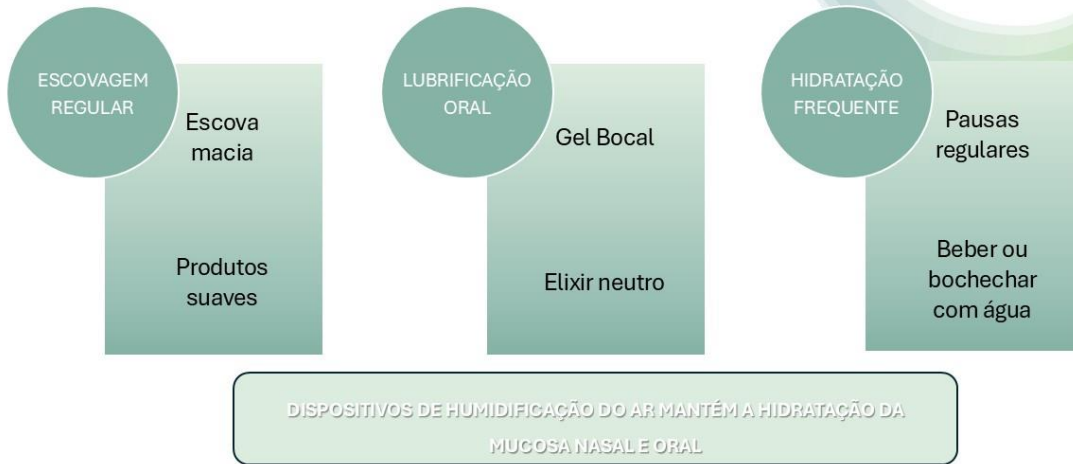 ESCOVAGEM
REGULAR
Escova
macia
Produtos
suaves
LUBRIFICAÇÃO
ORAL
Gel Bocal
Elixir neutro
HIDRATAÇÃO
FREQUENTE
Pausas
regulares
Beber ou
bochechar
com água
DISPOSITIVOS DE HUMIDIFICAÇÃO DO AR MANTÉM A HIDRATAÇÃO DA
MUCOSA NASAL E ORAL